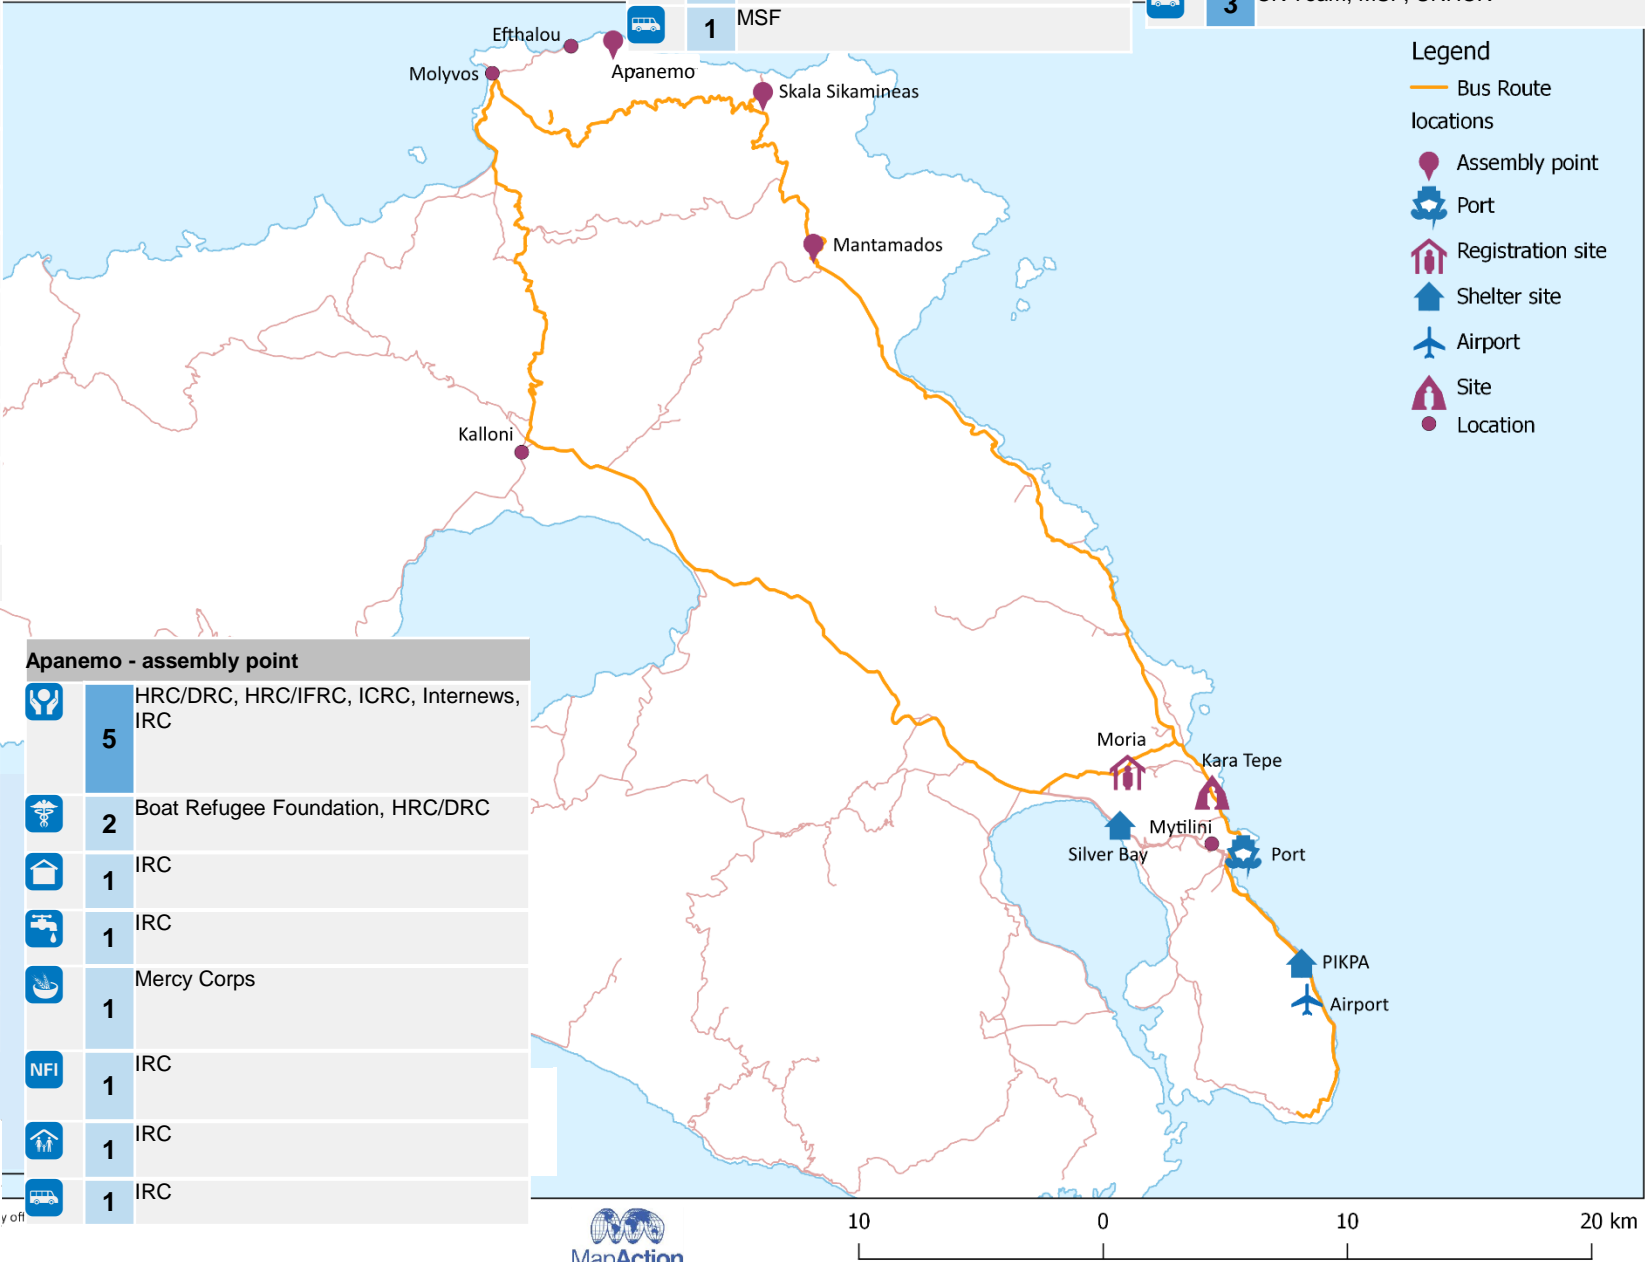 1
MSF
3
Efthalou
Molyvos
Apanemo
Skala Sikamineas
Mantamados
Kalloni
Legend
Bus Route
locations
Assembly point
Port
Registration site
Shelter site
Airport
Site
Location
Moria
Kara Tepe
Mytilini
Silver Bay
Port
PIKPA
Airport
Apanemo - assembly point
5
HRC/DRC, HRC/IFRC, ICRC, Internews,
IRC
2
Boat Refugee Foundation, HRC/DRC
1
IRC
1
IRC
1
Mercy Corps
NFI
1
IRC
1
IRC
1
IRC
MapAction
10 0 10 20 km